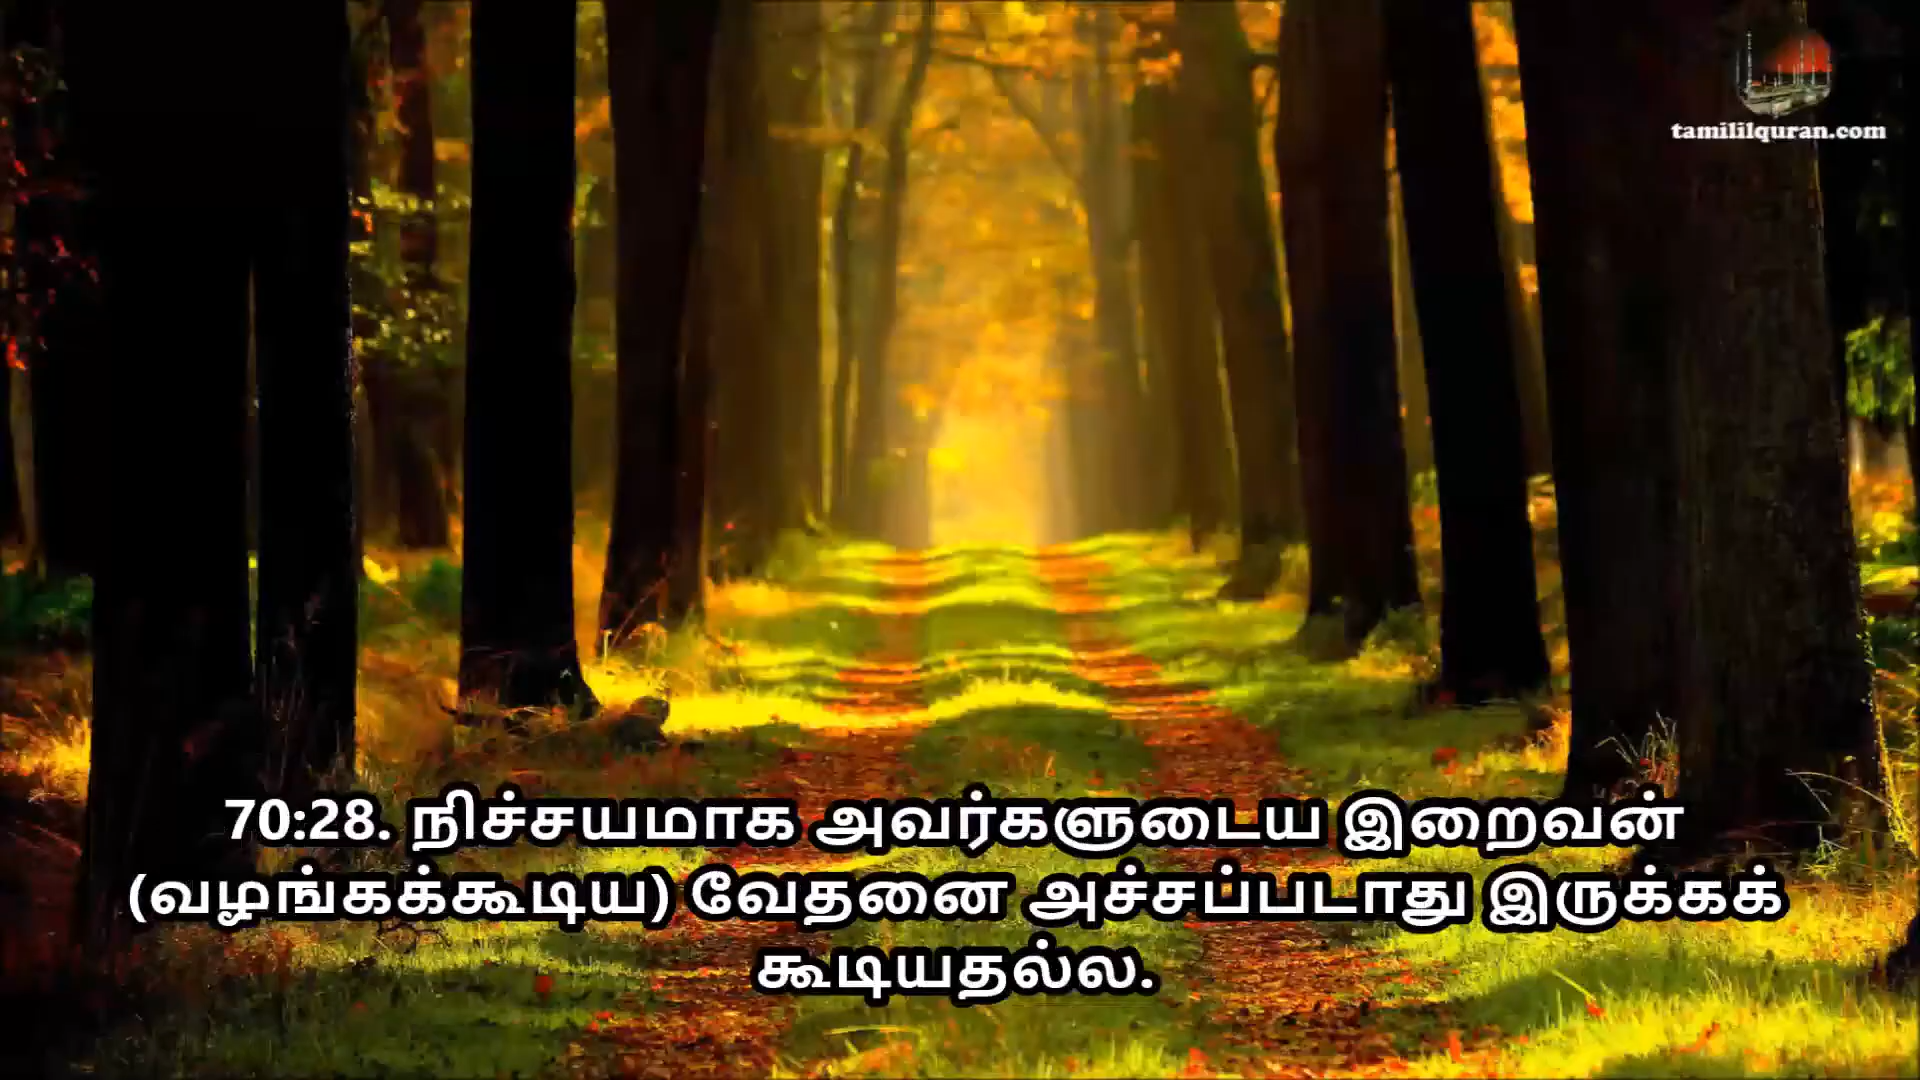 tamililquran.com
70:28. நிச்சயமாக அவர்களுடைய இறைவன்
(வழங்கக்கூடிய) வேதனை அச்சப்படாது இருக்கக்
கூடியதல்ல.